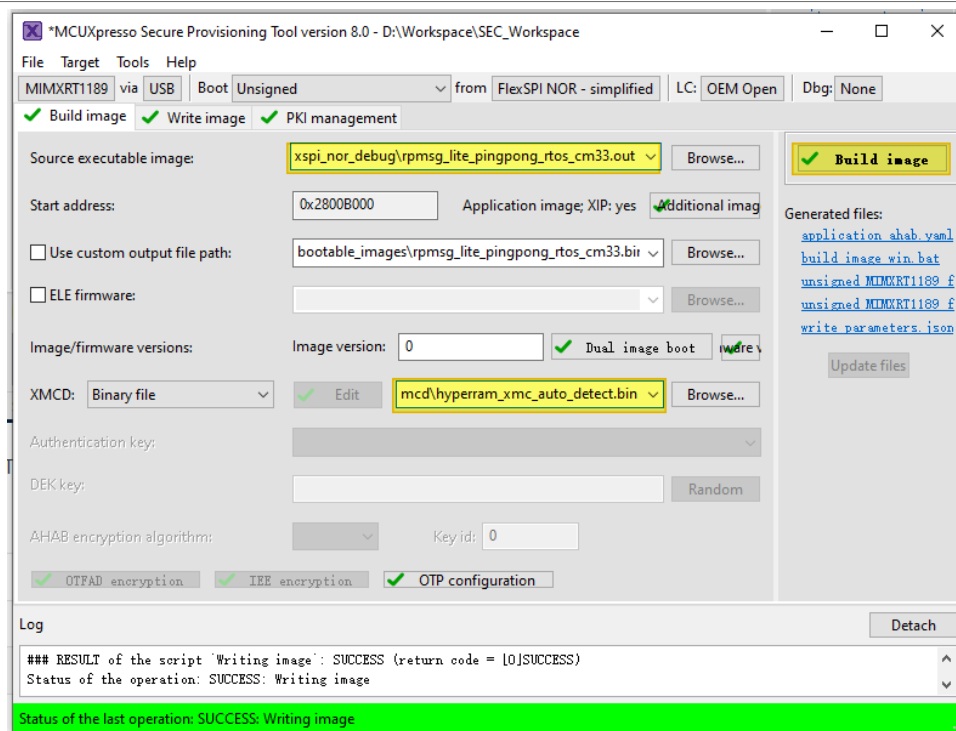 *MCUXpresso Secure Provisioning Tool version 8.0 - D:\Workspace\SEC_Workspace
File Target Tools Help
MIMXRT1189 via USB Boot Unsigned from FlexSPI NOR - simplified LC: OEM Open Dbg: None
Build image Write image PKI management
Source executable image: xspi_nor_debug\rpmsg_lite_pingpong_rtos_cm33.out Browse... Build image
Start address: 0x2800B000 Application image; XIP: yes Additional imag
Generated files:
application_ahab.yaml
Use custom output file path: bootable_images\rpmsg_lite_pingpong_rtos_cm33.bin Browse...
build_image_win.bat
unsigned_MIMXRT1189_f
ELE firmware: Browse...
unsigned_MIMXRT1189_f
write_parameters.json
Image/firmware versions: Image version: 0 Dual image boot ware v
Update files
XMCD: Binary file Edit mcd\hyperram_xmc_auto_detect.bin Browse...
Authentication key:
DEK key: Random
AHAB encryption algorithm: Key id: 0
OTFAD encryption IEE encryption OTP configuration
Log Detach
### RESULT of the script `Writing image`: SUCCESS (return code = [0]SUCCESS)
Status of the operation: SUCCESS: Writing image
Status of the last operation: SUCCESS: Writing image